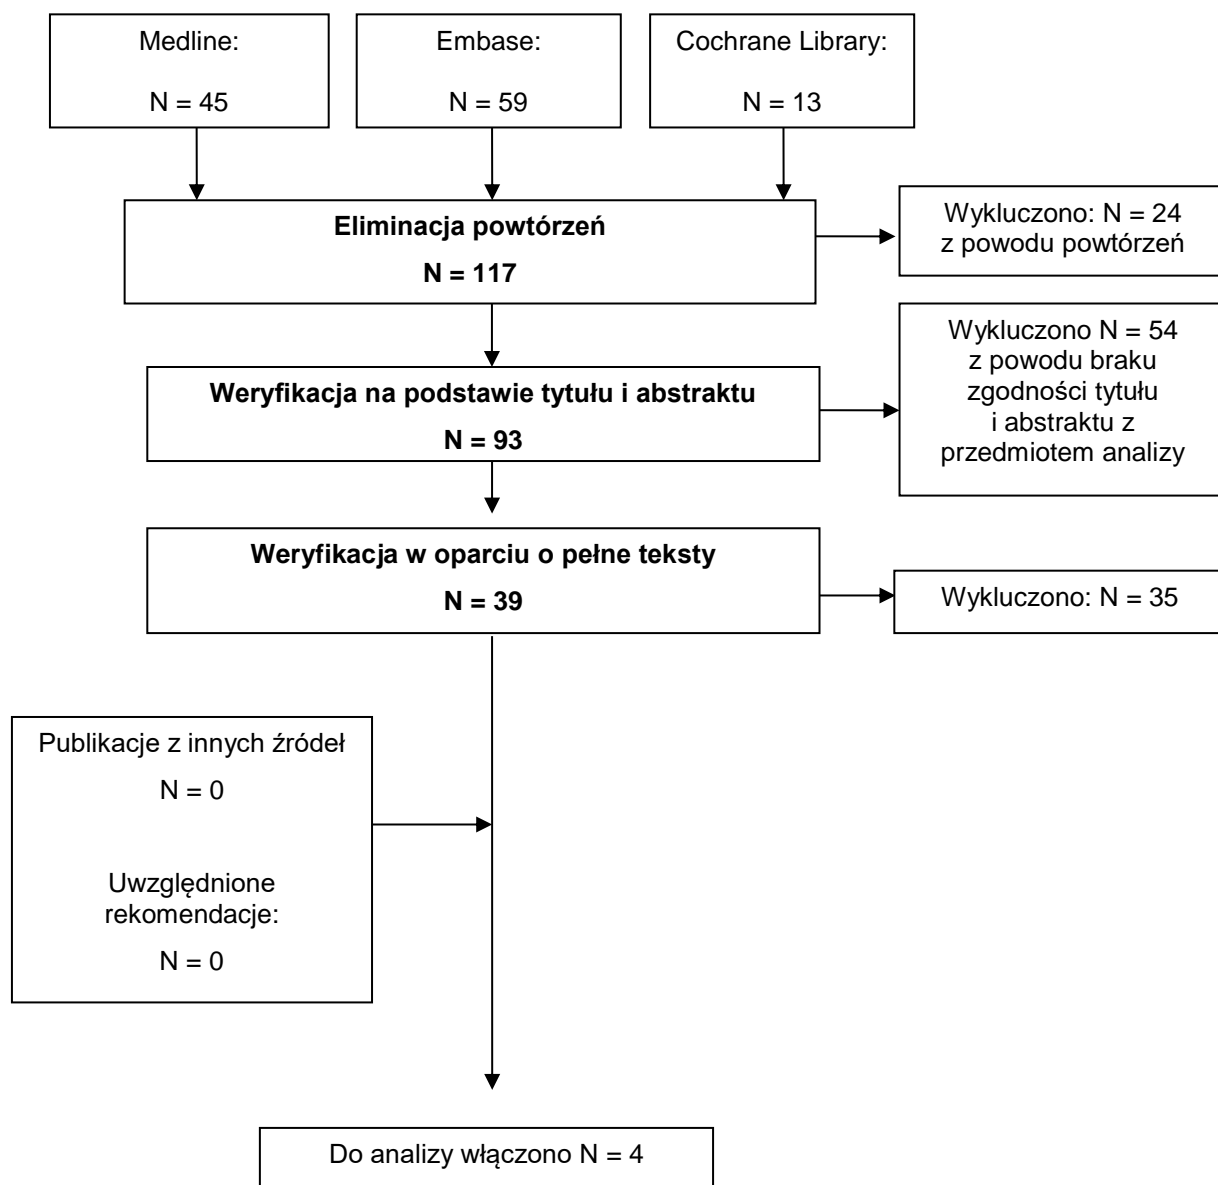 Medline:
N = 45
Embase:
N = 59
Cochrane Library:
N = 13
Eliminacja powtórzeń
N = 117
Wykluczono: N = 24
z powodu powtórzeń
Weryfikacja na podstawie tytułu i abstraktu
N = 93
Wykluczono N = 54
z powodu braku
zgodności tytułu
i abstraktu z
przedmiotem analizy
Weryfikacja w oparciu o pełne teksty
N = 39
Wykluczono: N = 35
Publikacje z innych źródeł
N = 0
Uwzględnione
rekomendacje:
N = 0
Do analizy włączono N = 4